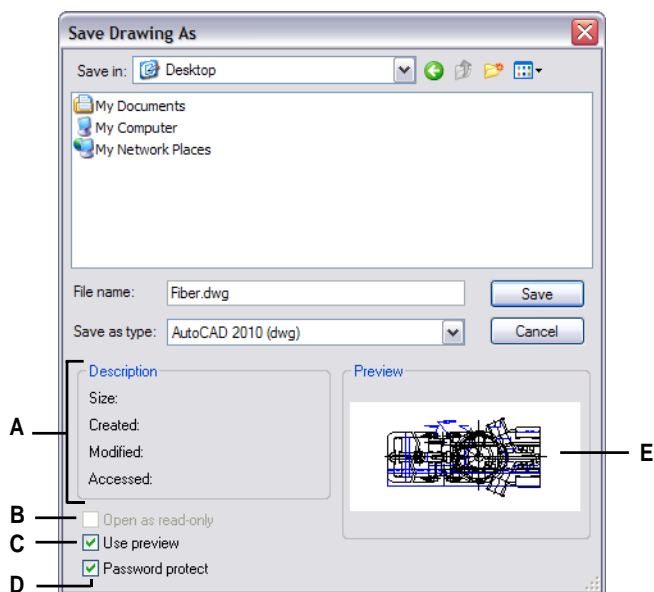 Save Drawing As
Save in: Desktop
My Documents
My Computer
My Network Places
File name: Fiber.dwg Save
Save as type: AutoCAD 2010 (dwg) Cancel
Description Preview
Size:
Created:
A
Modified:
E
Accessed:
B Open as read-only
C Use preview
D Password protect